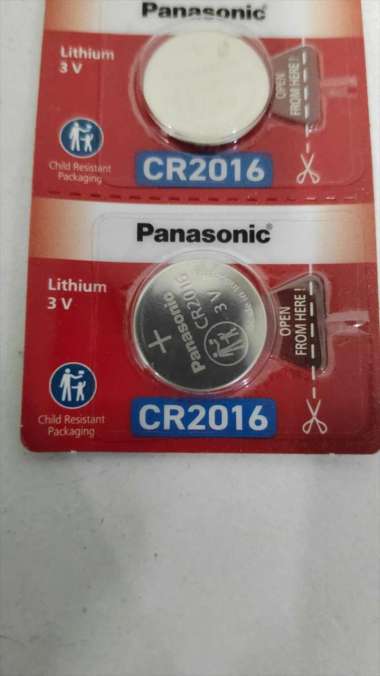 Panasonic
Lithium
3 V
OPEN
FROM HERE !
Child Resistant
Packaging
CR2016
Panasonic
Lithium
3 V
Panasonic
CR2016
3 V
+
OPEN
FROM HERE !
Child Resistant
Packaging
CR2016